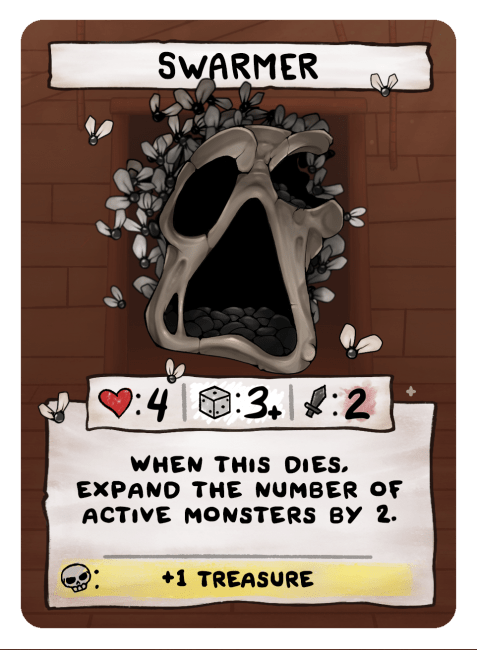 SWARMER
:4 :3+ :2
WHEN THIS DIES,
EXPAND THE NUMBER OF
ACTIVE MONSTERS BY 2.
: +1 TREASURE